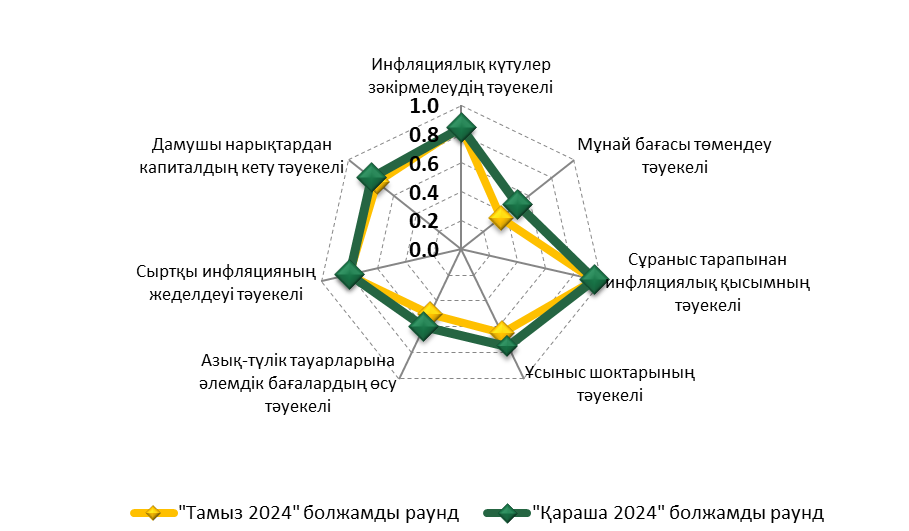 Инфляциялық күтулер
зәкірмелеудің тәуекелі
1.0
0.8
0.6
0.4
0.2
0.0
Мұнай бағасы төмендеу
тәуекелі
Сұраныс тарапынан
инфляциялық қысымның
тәуекелі
Ұсыныс шоктарының
тәуекелі
Азық-түлік тауарларына
әлемдік бағалардың өсу
тәуекелі
Сыртқы инфляцияның
жеделдеуі тәуекелі
Дамушы нарықтардан
капиталдың кету тәуекелі
"Тамыз 2024" болжамды раунд
"Қараша 2024" болжамды раунд